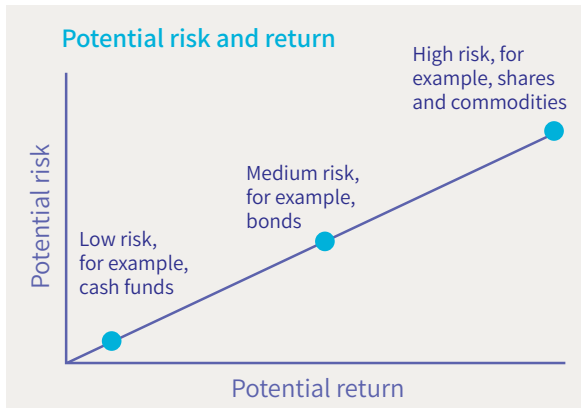 Potential risk and return
High risk, for
example, shares
and commodities
Medium risk,
for example,
bonds
Low risk,
for example,
cash funds
Potential risk
Potential return